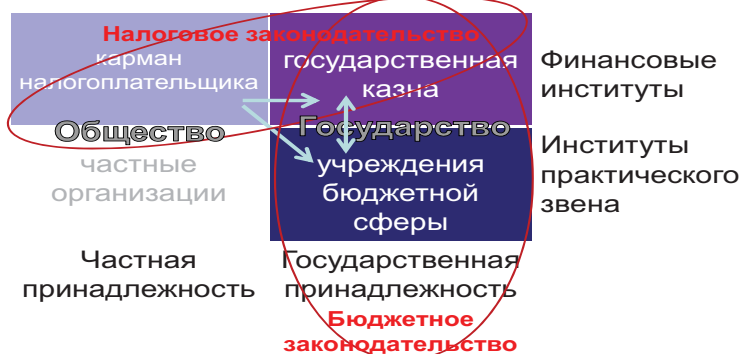 Налоговое законодательство
карман
налогоплательщика
государственная
казна
Финансовые
институты
Общество
Государство
частные
организации
учреждения
бюджетной
сферы
Институты
практического
звена
Частная
принадлежность
Государственная
принадлежность
Бюджетное
законодательство